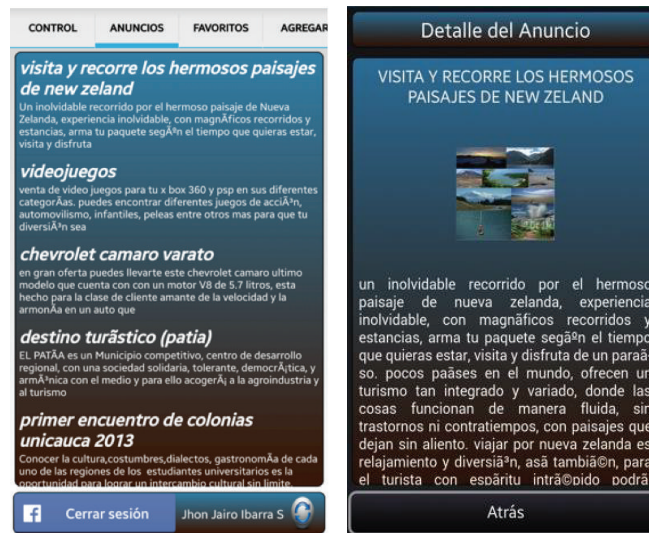 CONTROL ANUNCIOS FAVORITOS AGREGAR
visita y recorre los hermosos paisajes
de new zeland
Un inolvidable recorrido por el hermoso paisaje de Nueva
Zelanda, experiencia inolvidable, con magnÃficos recorridos y
estancias, arma tu paquete segÃºn el tiempo que quieras estar,
visita y disfruta
videojuegos
venta de video juegos para tu x box 360 y psp en sus diferentes
categorÃas. puedes encontrar diferentes juegos de acciÃ³n,
automovilismo, infantiles, peleas entre otros mas para que tu
diversiÃ³n sea
chevrolet camaro varato
en gran oferta puedes llevarte este chevrolet camaro ultimo
modelo que cuenta con con un motor V8 de 5.7 litros, esta
hecho para la clase de cliente amante de la velocidad y la
armonÃa en un auto que
destino turãstico (patia)
EL PATÃA es un Municipio competitivo, centro de desarrollo
regional, con una sociedad solidaria, tolerante, democrÃ¡tica, y
armÃ³nica con el medio y para ello acogerÃ¡ a la agroindustria y
al turismo
primer encuentro de colonias
unicauca 2013
Conocer la cultura,costumbres,dialectos, gastronomÃa de cada
uno de las regiones de los estudiantes universitarios es la
oportunidad para lograr un intercambio cultural sin limite.
Cerrar sesión Jhon Jairo Ibarra S
Detalle del Anuncio
VISITA Y RECORRE LOS HERMOSOS
PAISAJES DE NEW ZELAND
un inolvidable recorrido por el hermoso
paisaje de nueva zelanda, experiencia
inolvidable, con magnãficos recorridos y
estancias, arma tu paquete segãºn el tiempo
que quieras estar, visita y disfruta de un paraã-
so. pocos paãses en el mundo, ofrecen un
turismo tan integrado y variado, donde las
cosas funcionan de manera fluida, sin
trastornos ni contratiempos, con paisajes que
dejan sin aliento. viajar por nueva zelanda es
relajamiento y diversiã³n, asã tambiã©n, para
el turista con espãritu intrã©pido podrã
Atrás